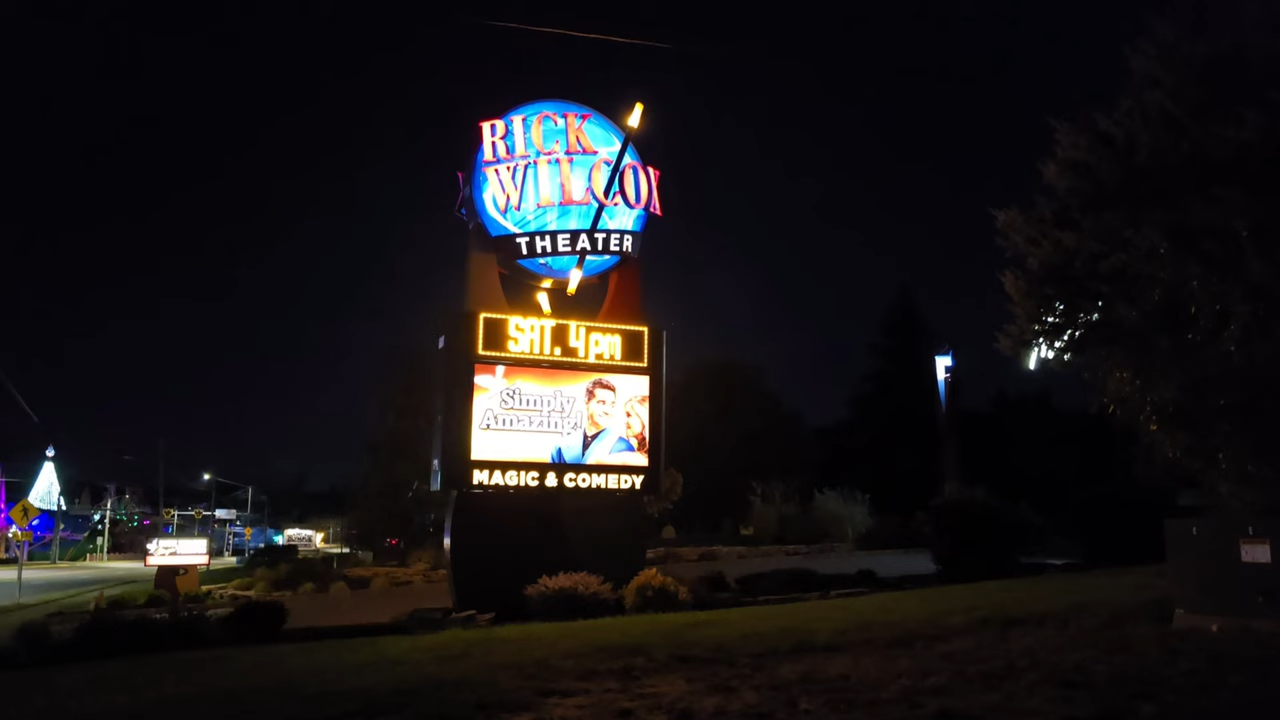 RICK
WILCOX
THEATER
SAT. 4pm
Simply
Amazing!
MAGIC & COMEDY